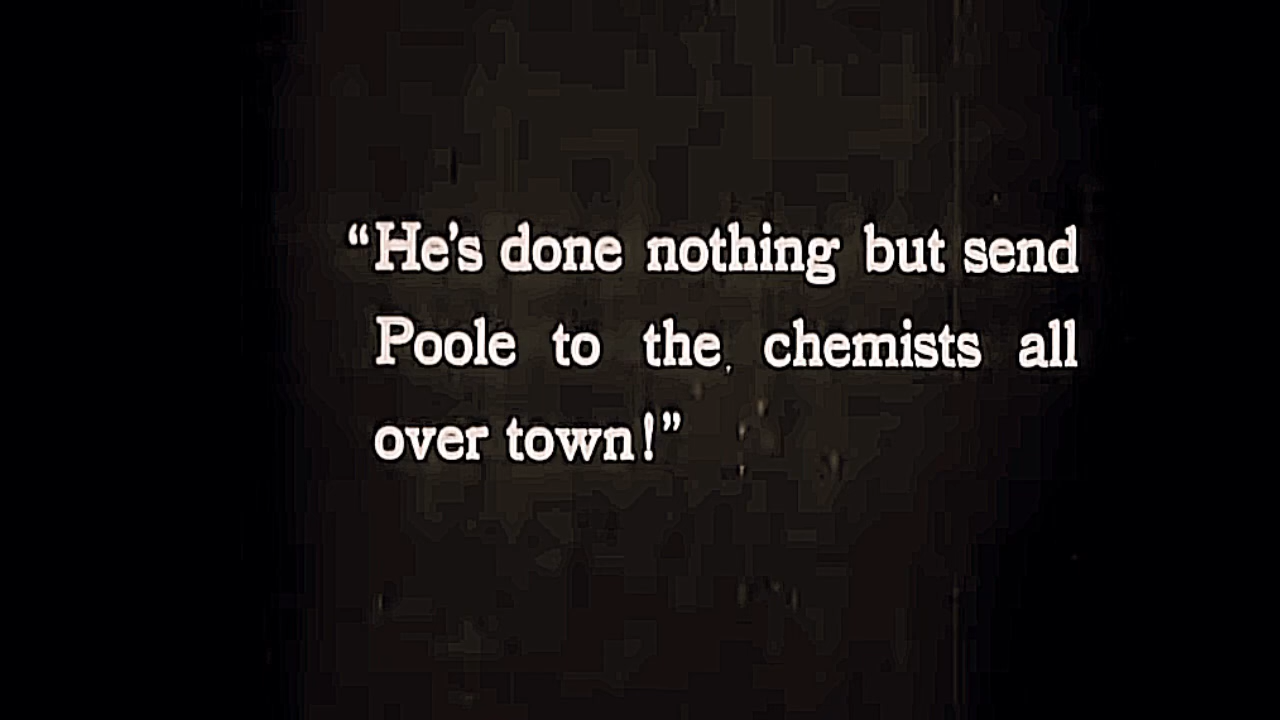 “He’s done nothing but send
Poole to the chemists all
over town!”